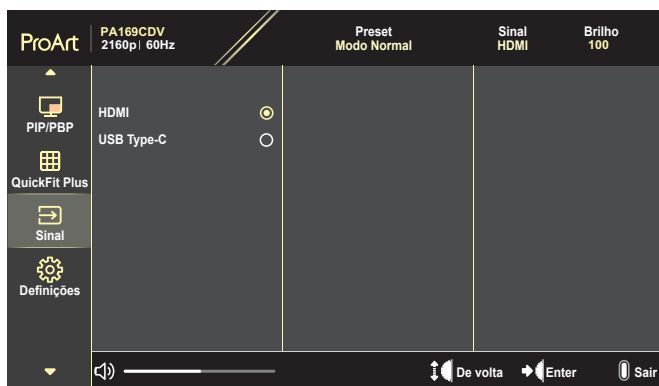 ProArt
PA169CDV
2160p| 60Hz
Preset
Modo Normal
Sinal
HDMI
Brilho
100
PIP/PBP
QuickFit Plus
Sinal
Definições
HDMI
USB Type-C
De volta
Enter
Sair